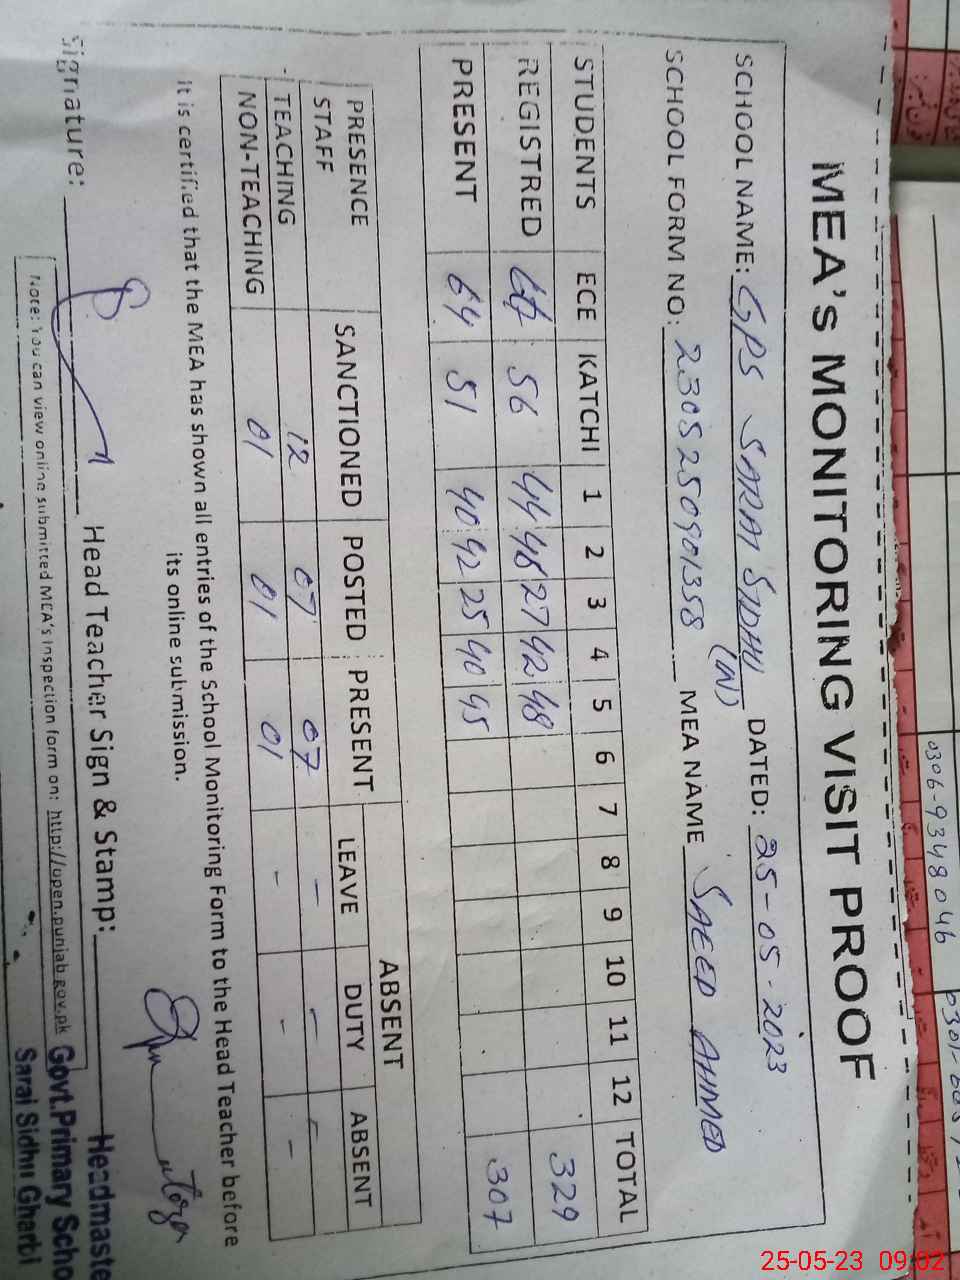 MEA's MONITORING VISIT PROOF
SCHOOL NAME: GPS SARAI SIDHU (W) DATED: 25-05-2023
SCHOOL FORM NO: 2305250901358 MEA NAME SAEED AHMED
STUDENTS ECE KATCHI 1 2 3 4 5 6 7 8 9 10 11 12 TOTAL
REGISTRED 56 44 48 27 42 48 329
PRESENT 64 51 40 42 25 40 45 307
PRESENCE STAFF SANCTIONED POSTED PRESENT ABSENT
LEAVE DUTY ABSENT
TEACHING 12 07 07 - - -
NON-TEACHING 01 01 01 - - -
it is certified that the MEA has shown all entries of the School Monitoring Form to the Head Teacher before
its online submission.
Signature: Head Teacher Sign & Stamp:
Note: You can view online submitted MEA's inspection form on: http://open.punjab.gov.pk
Headmaste
Govt.Primary Scho
Sarai Sidhu Gharbi
0306-9348046
25-05-23 09:02